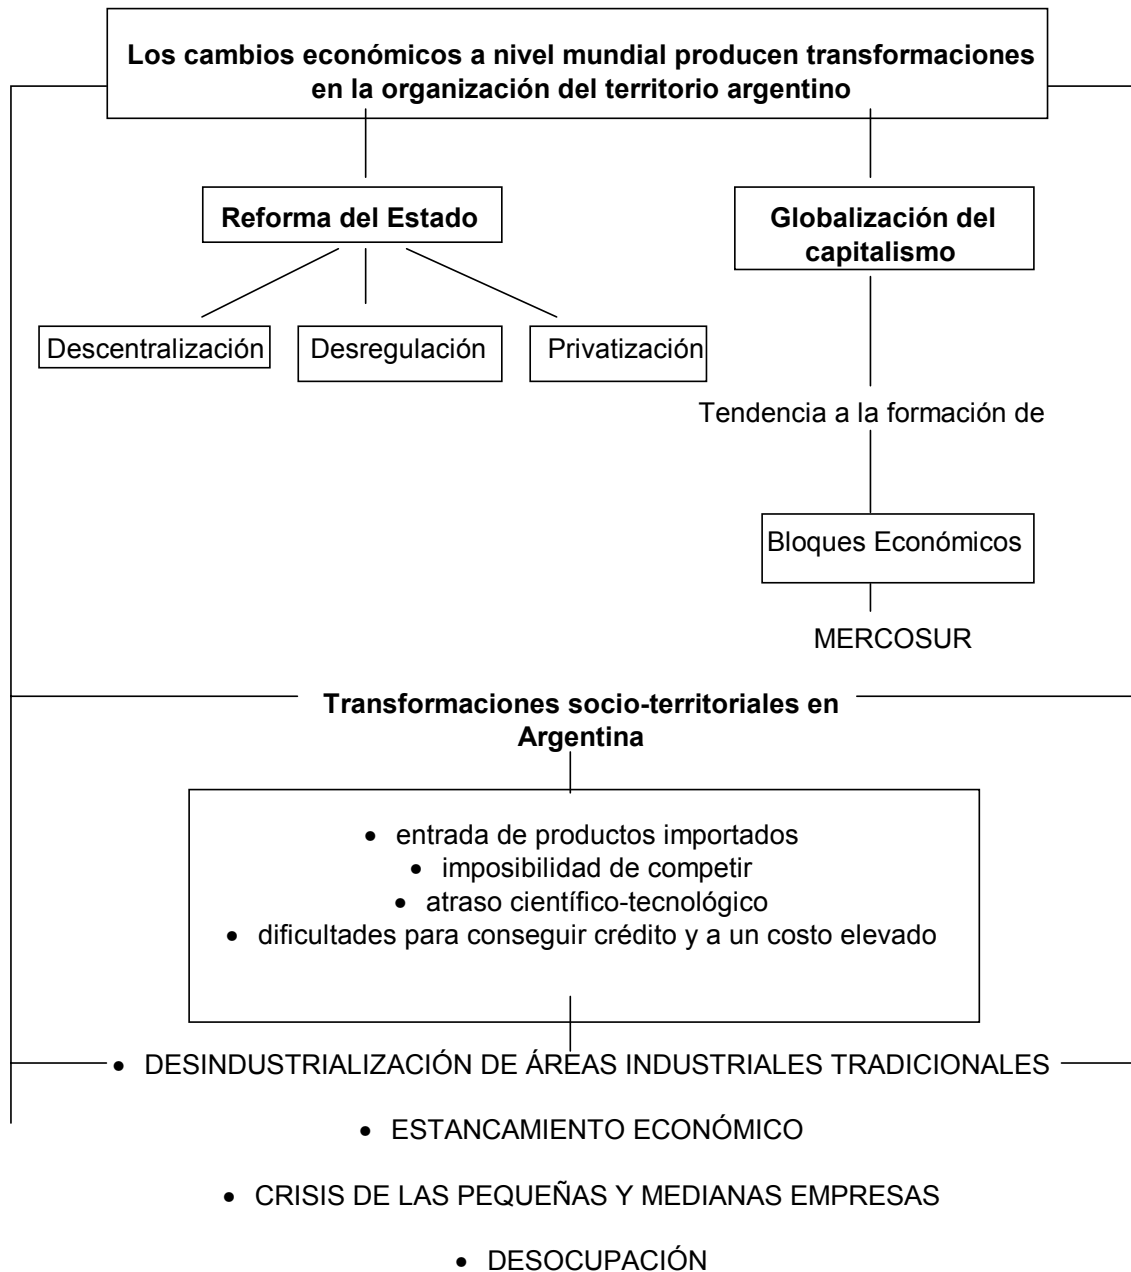 Los cambios económicos a nivel mundial producen transformaciones
en la organización del territorio argentino
Reforma del Estado
Globalización del
capitalismo
Descentralización
Desregulación
Privatización
Tendencia a la formación de
Bloques Económicos
MERCOSUR
Transformaciones socio-territoriales en
Argentina
• entrada de productos importados
• imposibilidad de competir
• atraso científico-tecnológico
• dificultades para conseguir crédito y a un costo elevado
• DESINDUSTRIALIZACIÓN DE ÁREAS INDUSTRIALES TRADICIONALES
• ESTANCAMIENTO ECONÓMICO
• CRISIS DE LAS PEQUEÑAS Y MEDIANAS EMPRESAS
• DESOCUPACIÓN